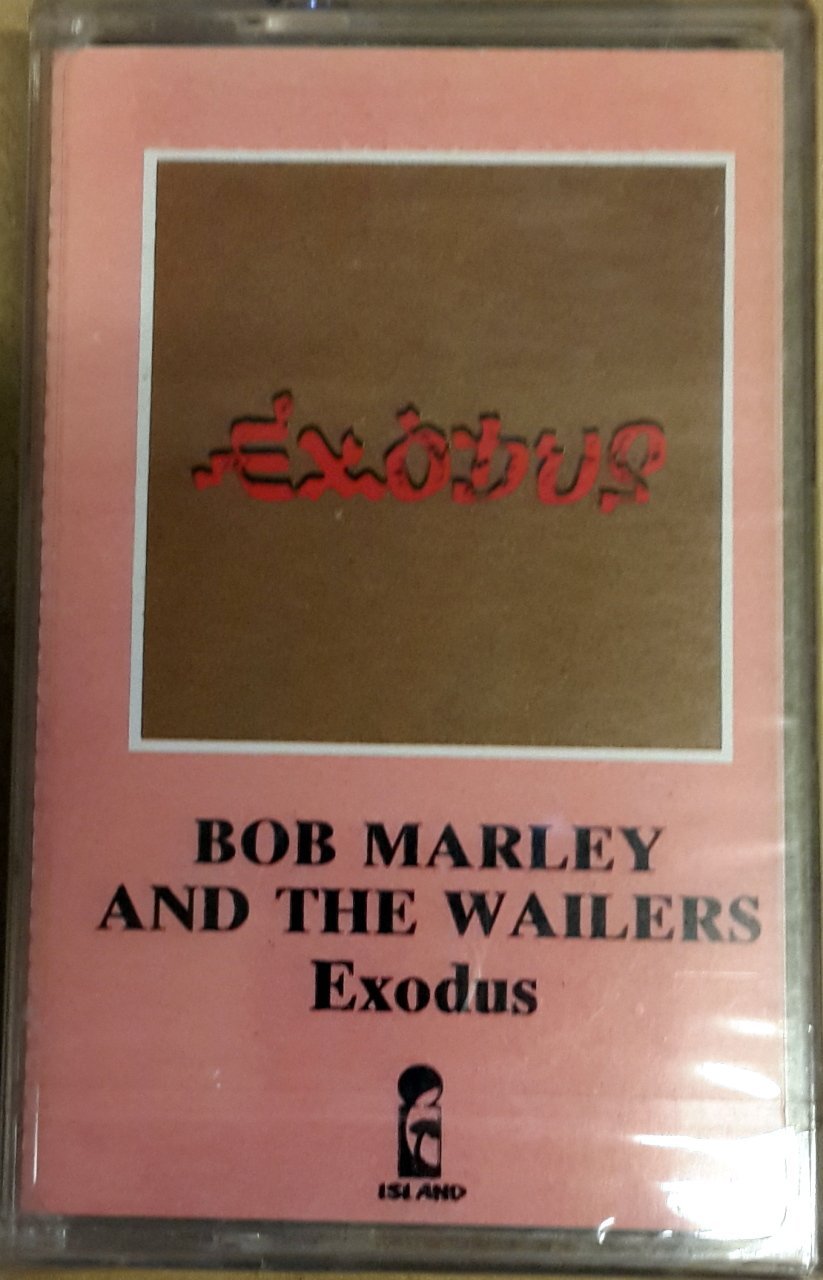 Exodus
BOB MARLEY
AND THE WAILERS
Exodus
ISLAND